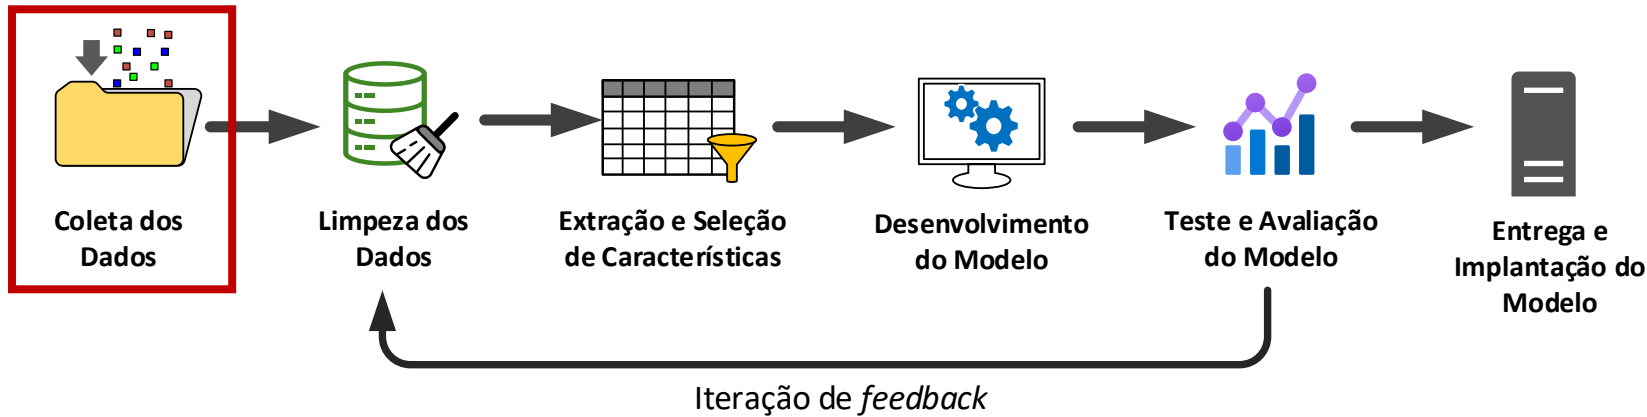 Coleta dos
Dados
Limpeza dos
Dados
Extração e Seleção
de Características
Desenvolvimento
do Modelo
Teste e Avaliação
do Modelo
Entrega e
Implantação do
Modelo
Iteração de feedback